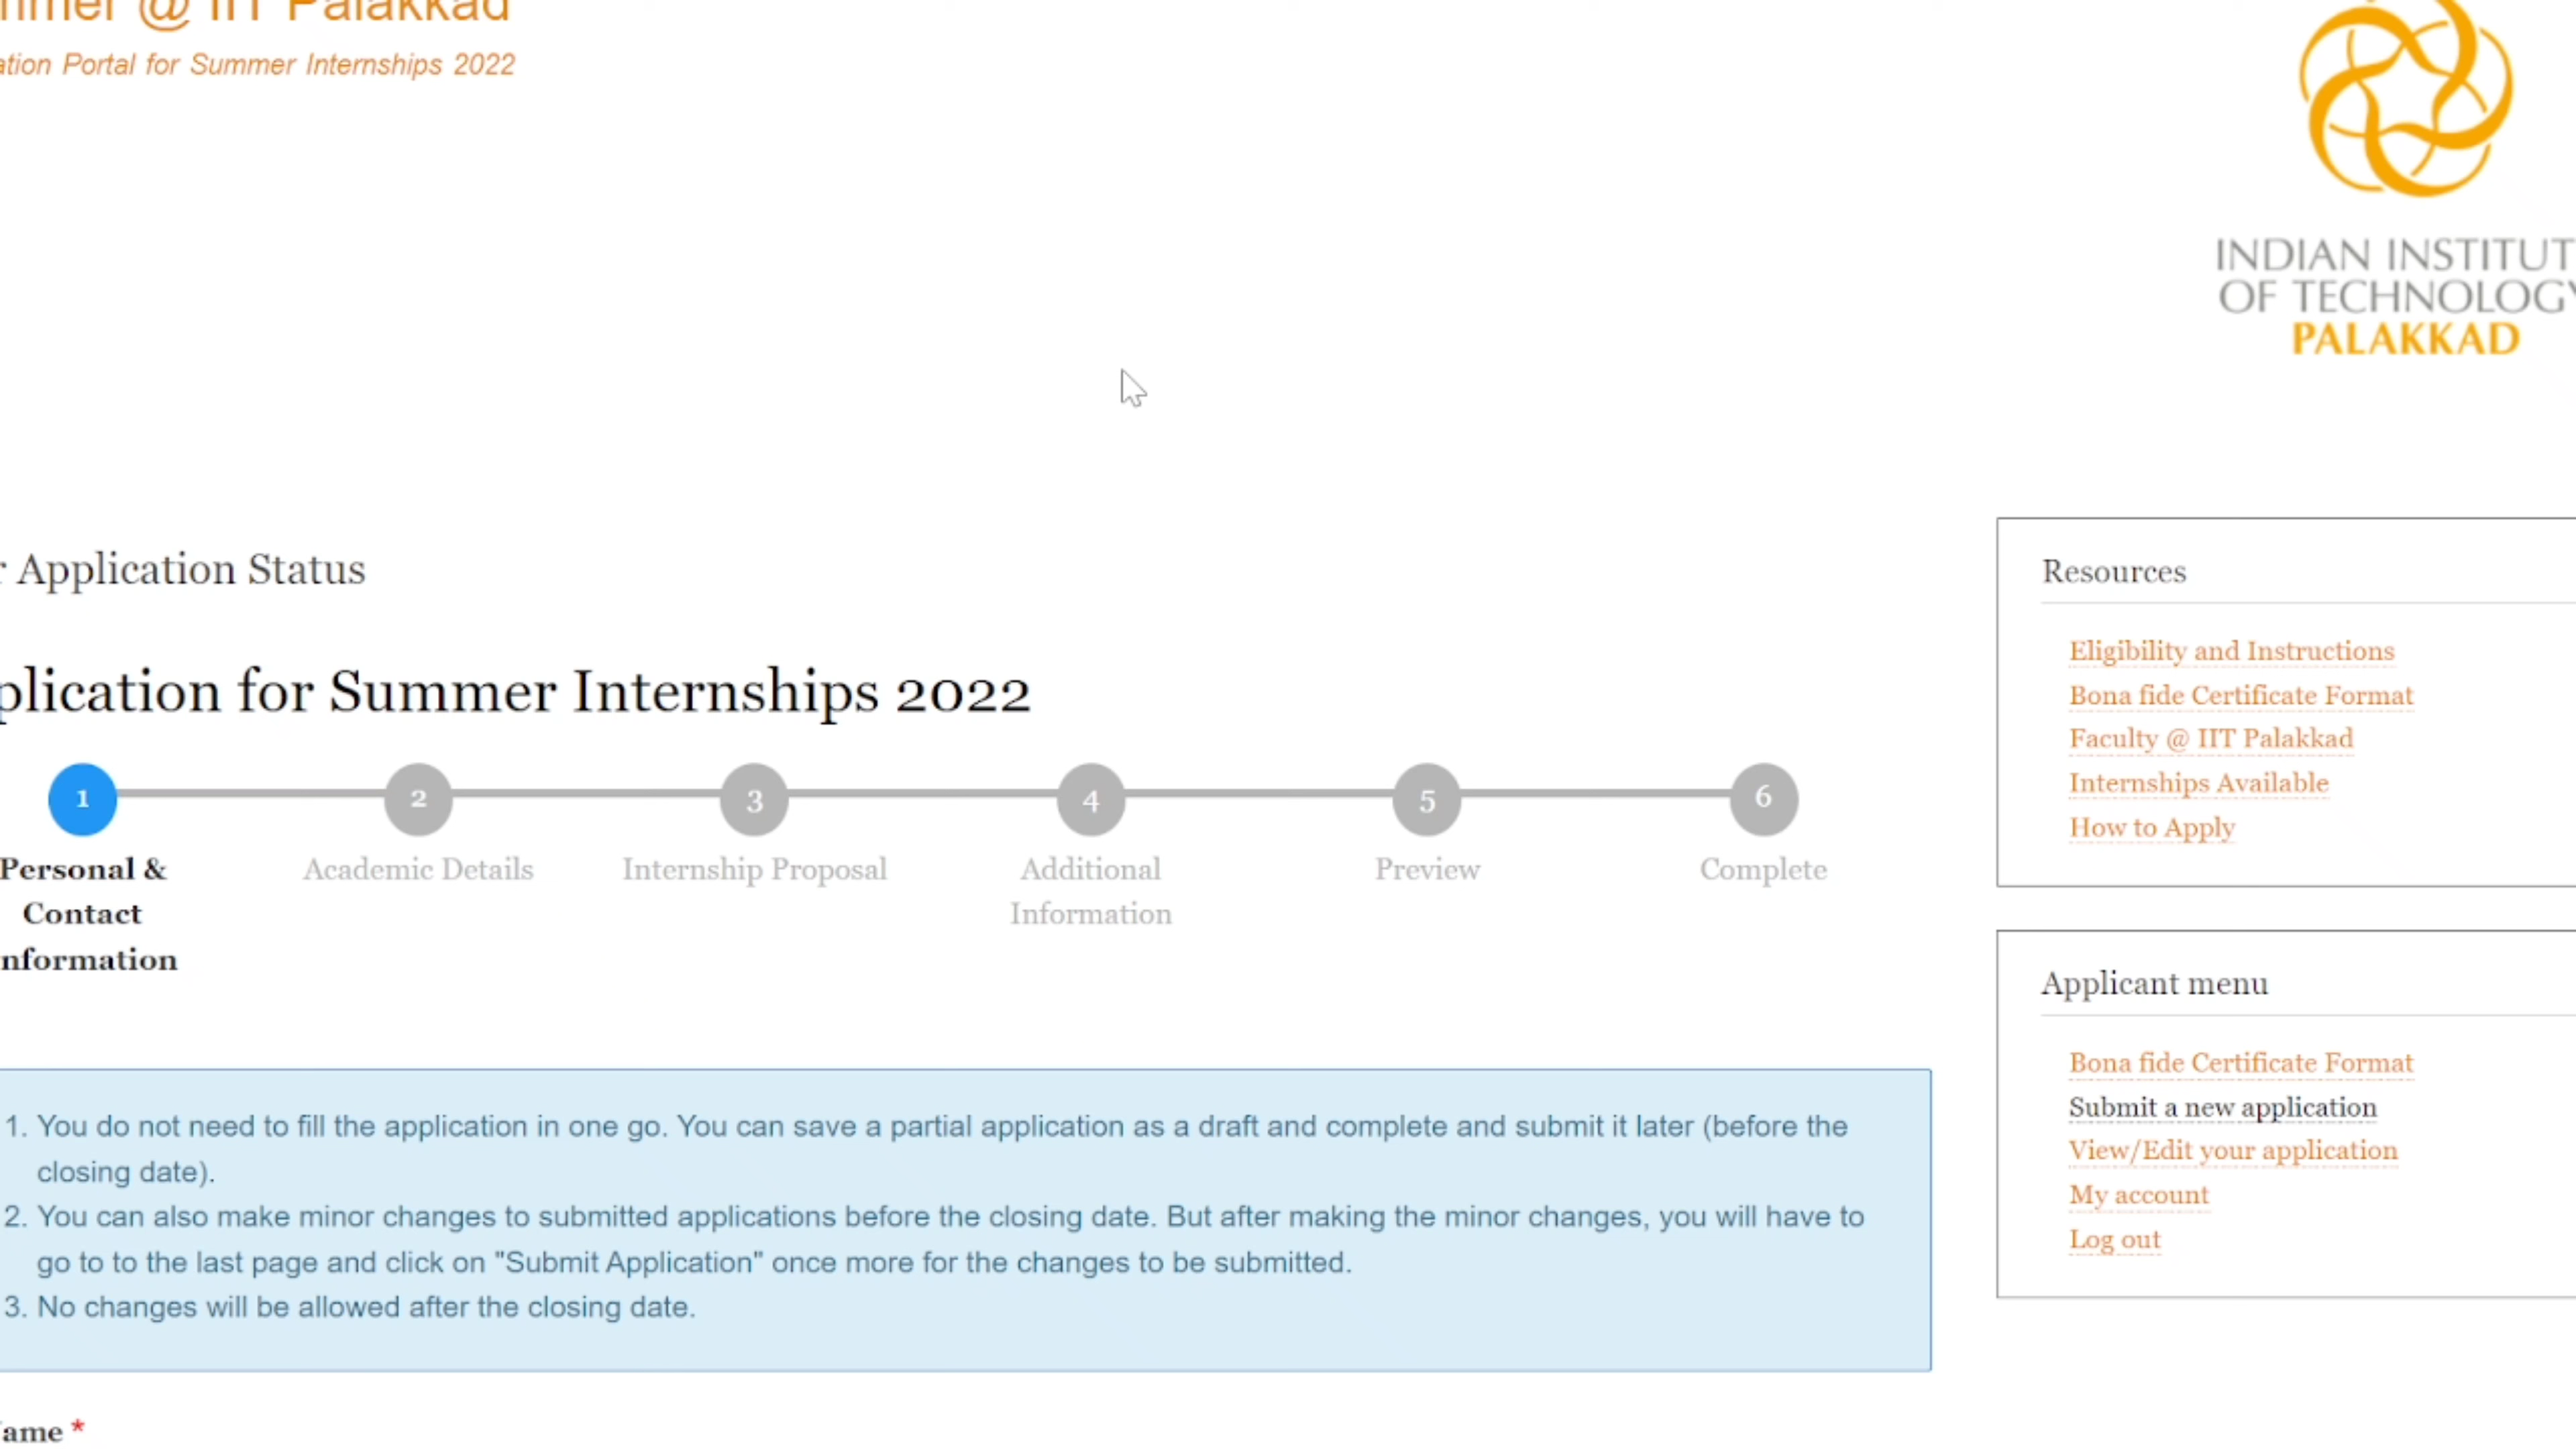 @ IIT Palakkad
Portal for Summer Internships 2022
INDIAN
OF
PALAKKAD
Application Status
for Summer Internships 2022
1
2
3
4
5
6
Personal &
Contact
Academic Details
Internship Proposal
Additional
Information
Preview
Complete
1. You do not need to fill the application in one go. You can save a partial application as a draft and complete and submit it later (before the
closing date).
2. You can also make minor changes to submitted applications before the closing date. But after making the minor changes, you will have to
go to to the last page and click on "Submit Application" once more for the changes to be submitted.
3. No changes will be allowed after the closing date.
*
Resources
Eligibility and Instructions
Bona fide Certificate Format
Faculty @ IIT Palakkad
Internships Available
How to Apply
Applicant menu
Bona fide Certificate Format
Submit a new application
View/Edit your application
My account
Log out